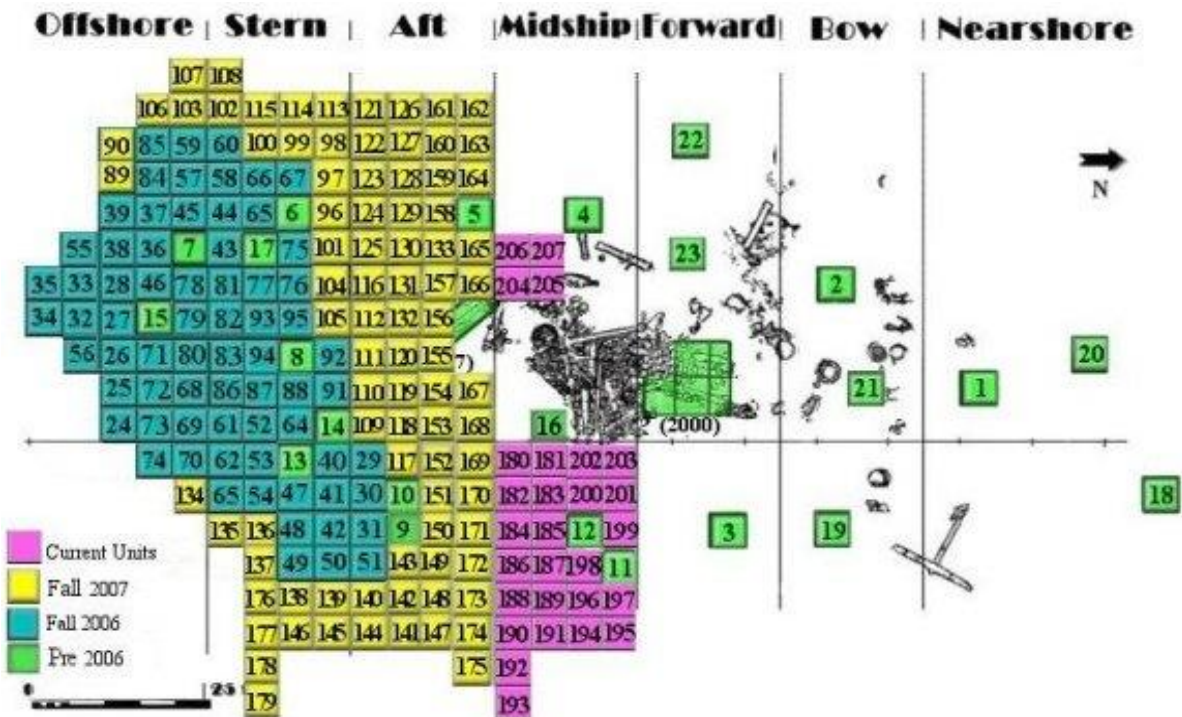 Offshore Stern Aft Midship Forward Bow Nearshore
107 108
106 103 102 115 114 113 121 126 161 162
22
90 85 59 60 100 99 98 122 127 160 163
89 84 57 58 66 67 97 123 128 159 164
N
39 37 45 44 65 6 96 124 129 158 5 4
55 38 36 7 43 17 75 101 125 130 133 165 206 207 23
35 33 28 46 78 81 77 76 104 116 131 157 166 204 205 2
34 32 27 15 79 82 93 95 105 112 132 156
56 26 71 80 83 94 8 92 111 120 155 7) 20
25 72 68 86 87 88 91 110 119 154 167 21 1
24 73 69 61 52 64 14 109 118 153 168 16 (2000)
74 70 62 53 13 40 29 117 152 169 180 181 202 203
134 65 54 47 41 30 10 151 170 182 183 200 201 18
135 136 48 42 31 9 150 171 184 185 12 199 3 19
Current Units 137 49 50 51 143 149 172 186 187 198 11
Fall 2007 176 138 139 140 142 148 173 188 189 196 197
Fall 2006 177 146 145 144 141 147 174 190 191 194 195
Pre 2006 178 175 192
0 25 179 193